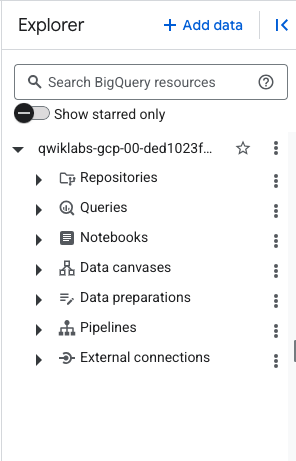 Explorer
+ Add data
Search BigQuery resources
Show starred only
qwiklabs-gcp-00-ded1023f...
Repositories
Queries
Notebooks
Data canvases
Data preparations
Pipelines
External connections